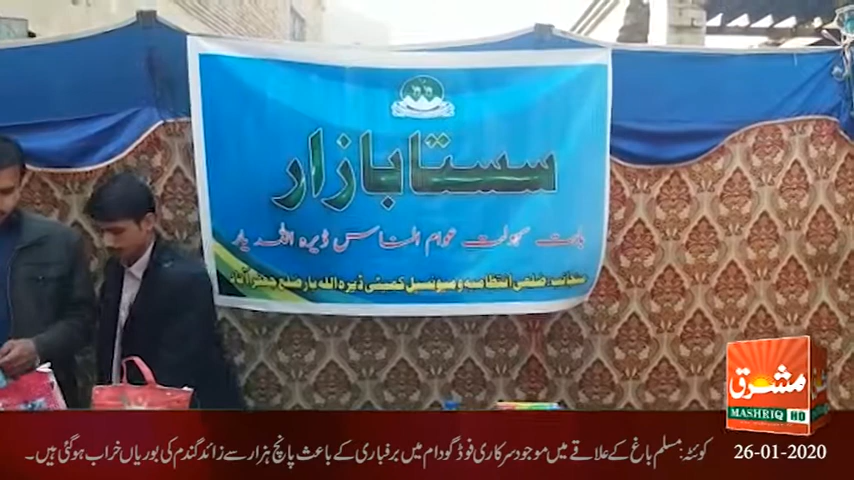 سستا بازار
بابت سہولت عوام الناس ڈیرہ اللہ یار
منجانب: ضلعی انتظامیہ و میونسپل کمیٹی ڈیرہ اللہ یار ضلع جعفرآباد
مشرق
MASHRIQ HD
26-01-2020
کوئٹہ: مسلم باغ کے علاقے میں موجود سرکاری فوڈ گودام میں برفباری کے باعث پانچ ہزار سے زائد گندم کی بوریاں خراب ہو گئی ہیں۔